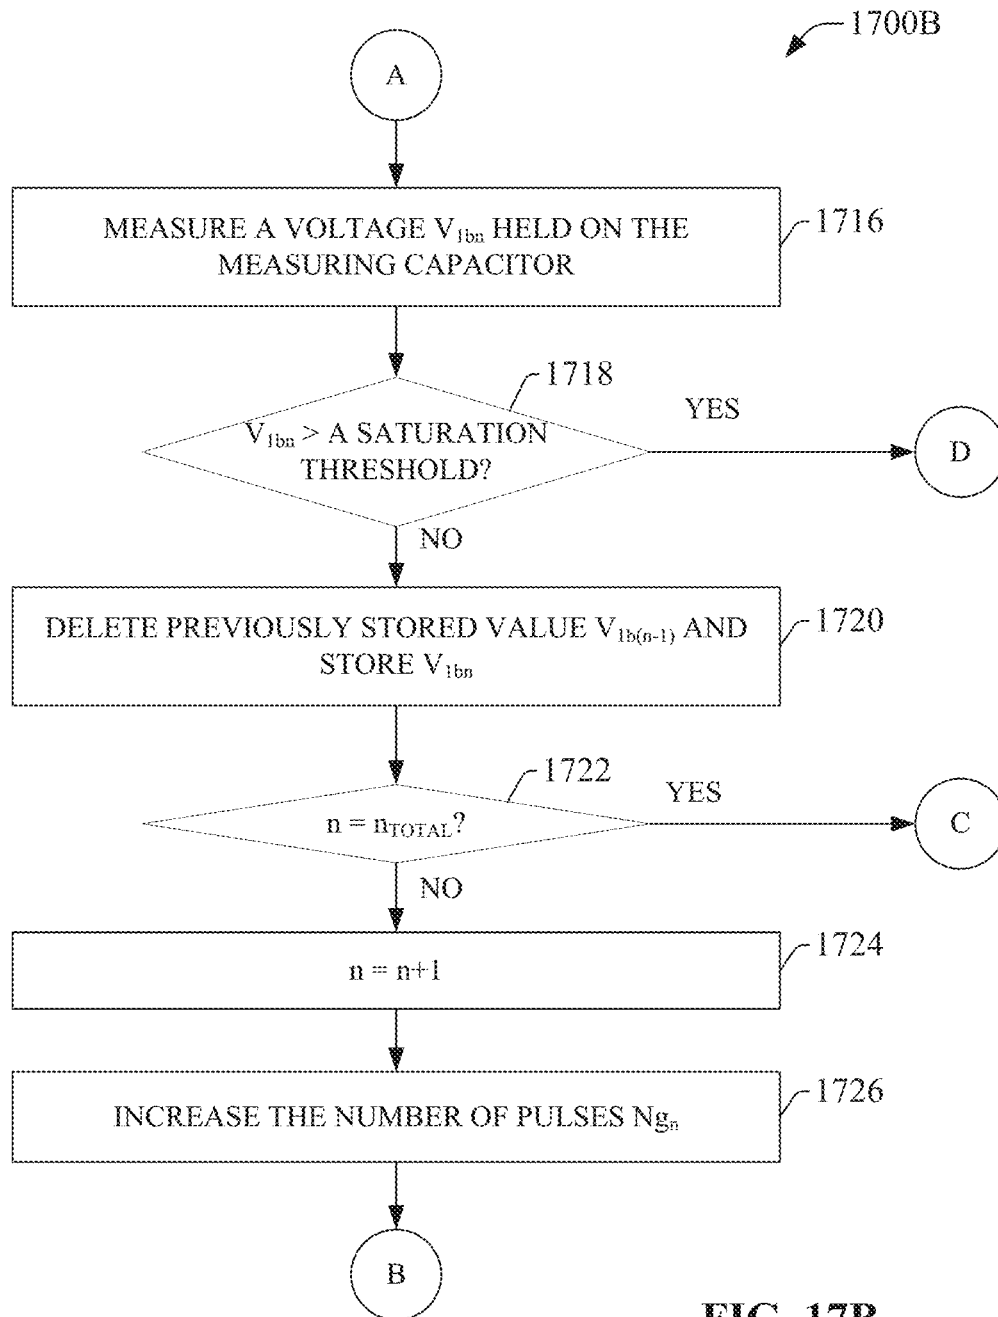 1700B
A
MEASURE A VOLTAGE V1bn HELD ON THE
MEASURING CAPACITOR
1716
1718
V1bn > A SATURATION
THRESHOLD?
YES
D
NO
DELETE PREVIOUSLY STORED VALUE V1b(n-1) AND
STORE V1bn
1720
1722
n = nTOTAL?
YES
C
NO
n = n+1
1724
INCREASE THE NUMBER OF PULSES Ngn
1726
B
FIG. 17B